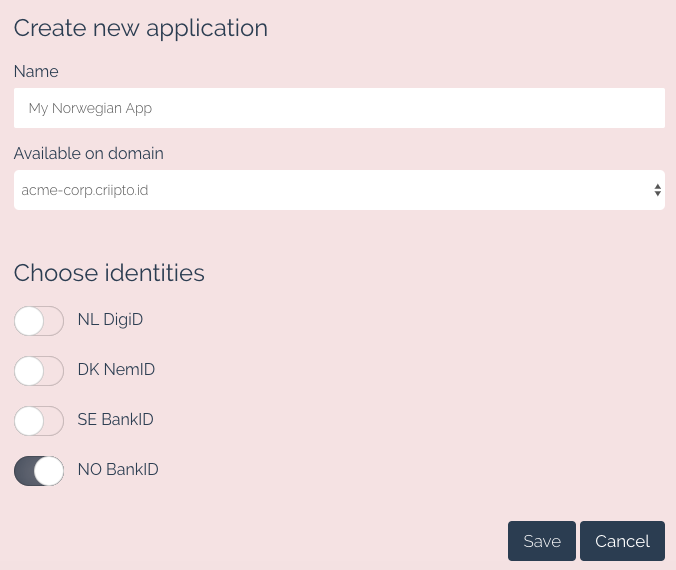 Create new application
Name
My Norwegian App
Available on domain
acme-corp.criipto.id
Choose identities
NL DigiD
DK NemID
SE BankID
NO BankID
Save Cancel